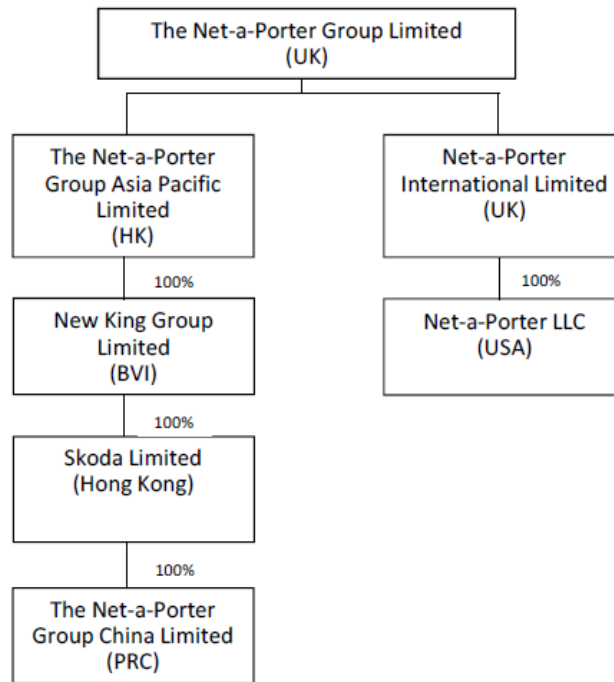 The Net-a-Porter Group Limited
(UK)
The Net-a-Porter
Group Asia Pacific
Limited
(HK)
Net-a-Porter
International Limited
(UK)
100%
100%
New King Group
Limited
(BVI)
Net-a-Porter LLC
(USA)
100%
Skoda Limited
(Hong Kong)
100%
The Net-a-Porter
Group China Limited
(PRC)